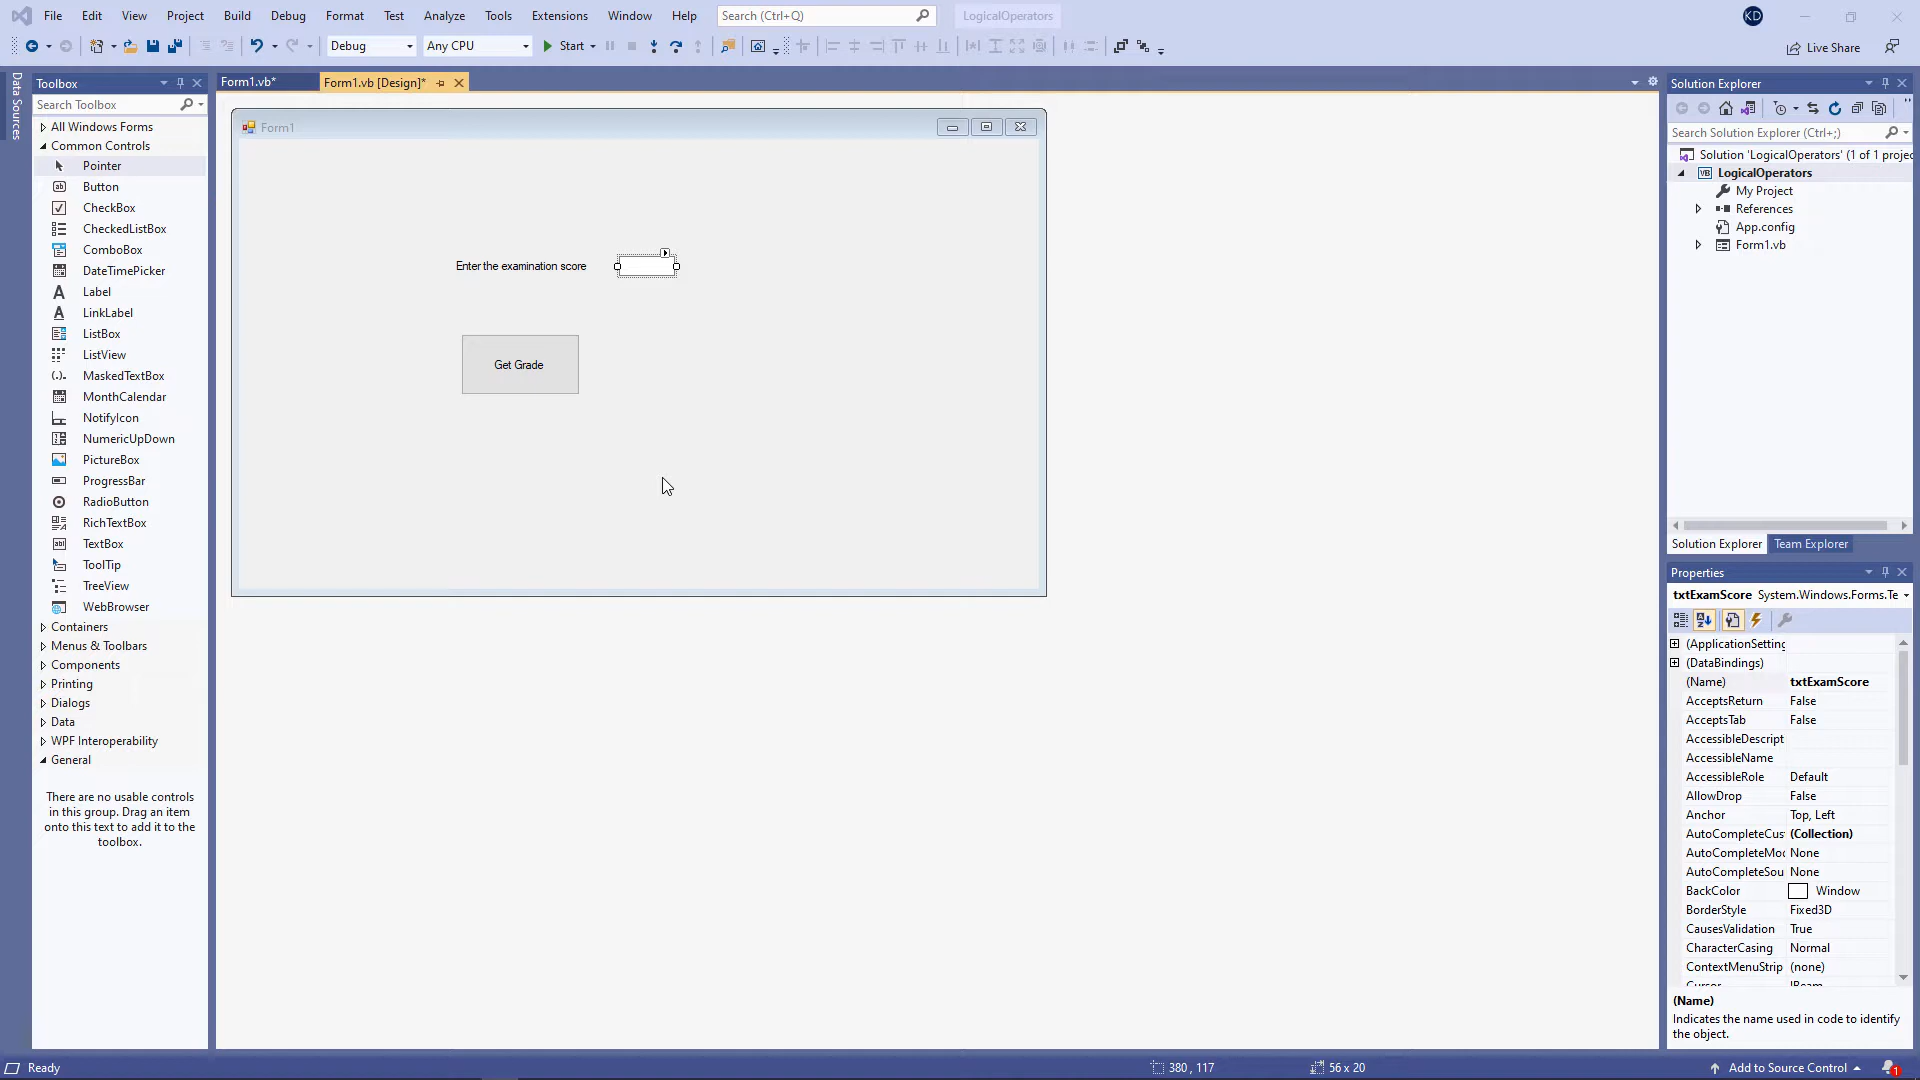 File Edit View Project Build Debug Format Test Analyze Tools Extensions Window Help Search (Ctrl+Q) LogicalOperators KD
Debug Any CPU Start Live Share
Data Sources
Toolbox
Search Toolbox
All Windows Forms
Common Controls
Pointer
Button
CheckBox
CheckedListBox
ComboBox
DateTimePicker
Label
LinkLabel
ListBox
ListView
MaskedTextBox
MonthCalendar
NotifyIcon
NumericUpDown
PictureBox
ProgressBar
RadioButton
RichTextBox
TextBox
ToolTip
TreeView
WebBrowser
Containers
Menus & Toolbars
Components
Printing
Dialogs
Data
WPF Interoperability
General
There are no usable controls
in this group. Drag an item
onto this text to add it to the
toolbox.
Form1.vb* Form1.vb [Design]*
Form1
Enter the examination score
Get Grade
Solution Explorer
Search Solution Explorer (Ctrl+;)
Solution 'LogicalOperators' (1 of 1 projec
VB LogicalOperators
My Project
References
App.config
Form1.vb
Solution Explorer Team Explorer
Properties
txtExamScore System.Windows.Forms.Te
(ApplicationSetting
(DataBindings)
(Name) txtExamScore
AcceptsReturn False
AcceptsTab False
AccessibleDescript
AccessibleName
AccessibleRole Default
AllowDrop False
Anchor Top, Left
AutoCompleteCus (Collection)
AutoCompleteMod None
AutoCompleteSou None
BackColor Window
BorderStyle Fixed3D
CausesValidation True
CharacterCasing Normal
ContextMenuStrip (none)
Cursor IBeam
(Name)
Indicates the name used in code to identify
the object.
Ready 380 , 117 56 x 20 Add to Source Control 1